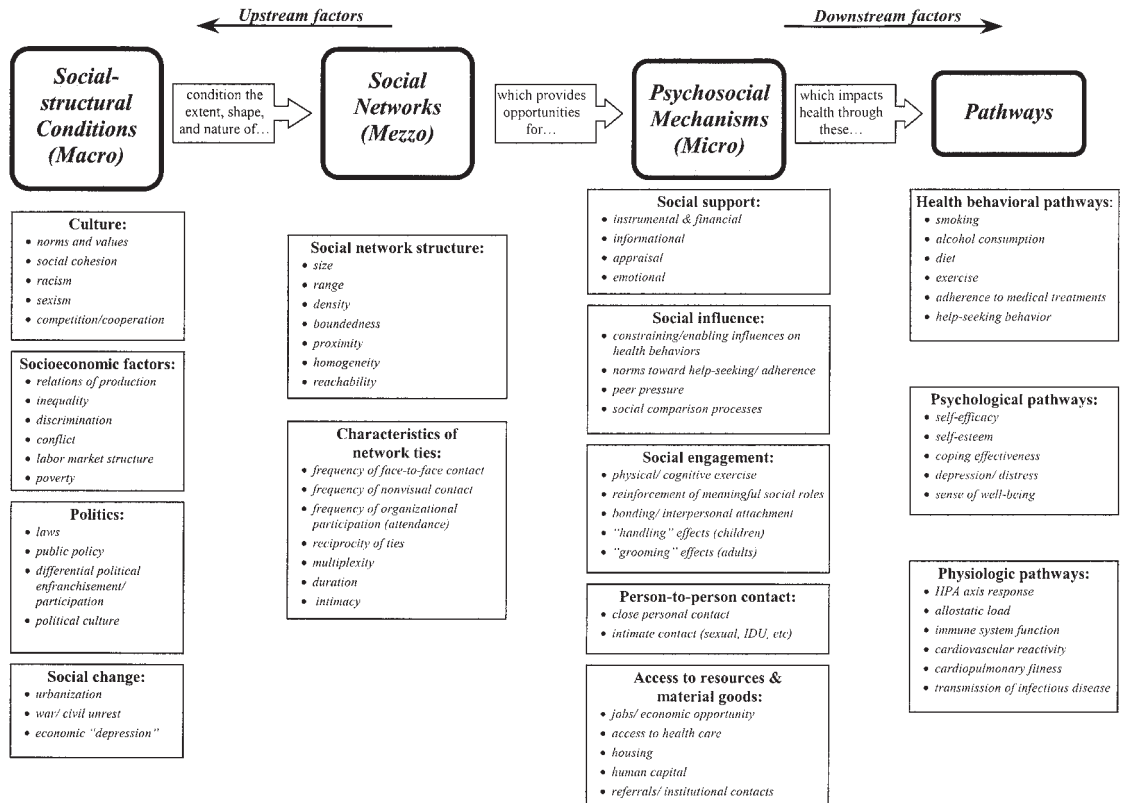 Upstream factors
Downstream factors
Social-
structural
Conditions
(Macro)
condition the
extent, shape,
and nature of…
Social
Networks
(Mezzo)
which provides
opportunities
for…
Psychosocial
Mechanisms
(Micro)
which impacts
health through
these…
Pathways
Culture:
• norms and values
• social cohesion
• racism
• sexism
• competition/cooperation
Socioeconomic factors:
• relations of production
• inequality
• discrimination
• conflict
• labor market structure
• poverty
Politics:
• laws
• public policy
• differential political
enfranchisement/
participation
• political culture
Social change:
• urbanization
• war/ civil unrest
• economic “depression”
Social network structure:
• size
• range
• density
• boundedness
• proximity
• homogeneity
• reachability
Characteristics of
network ties:
• frequency of face-to-face contact
• frequency of nonvisual contact
• frequency of organizational
participation (attendance)
• reciprocity of ties
• multiplexity
• duration
• intimacy
Social support:
• instrumental & financial
• informational
• appraisal
• emotional
Social influence:
• constraining/enabling influences on
health behaviors
• norms toward help-seeking/ adherence
• peer pressure
• social comparison processes
Social engagement:
• physical/ cognitive exercise
• reinforcement of meaningful social roles
• bonding/ interpersonal attachment
• “handling” effects (children)
• “grooming” effects (adults)
Person-to-person contact:
• close personal contact
• intimate contact (sexual, IDU, etc)
Access to resources &
material goods:
• jobs/ economic opportunity
• access to health care
• housing
• human capital
• referrals/ institutional contacts
Health behavioral pathways:
• smoking
• alcohol consumption
• diet
• exercise
• adherence to medical treatments
• help-seeking behavior
Psychological pathways:
• self-efficacy
• self-esteem
• coping effectiveness
• depression/ distress
• sense of well-being
Physiologic pathways:
• HPA axis response
• allostatic load
• immune system function
• cardiovascular reactivity
• cardiopulmonary fitness
• transmission of infectious disease